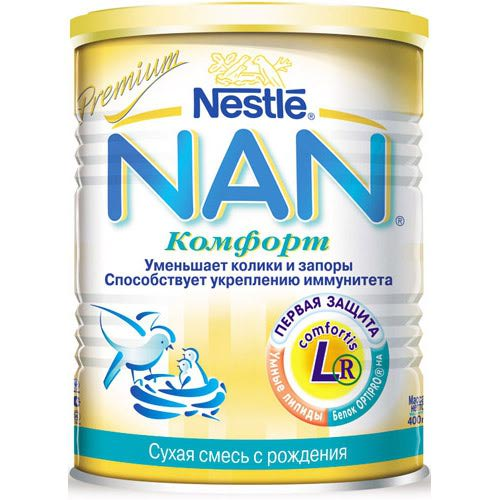 Premium
Nestlé®
NAN®
Комфорт
Уменьшает колики и запоры
Способствует укреплению иммунитета
ПЕРВАЯ ЗАЩИТА
comfortis
L®
Умные липиды
Белок OPTIPRO® HA
400
Сухая смесь с рождения